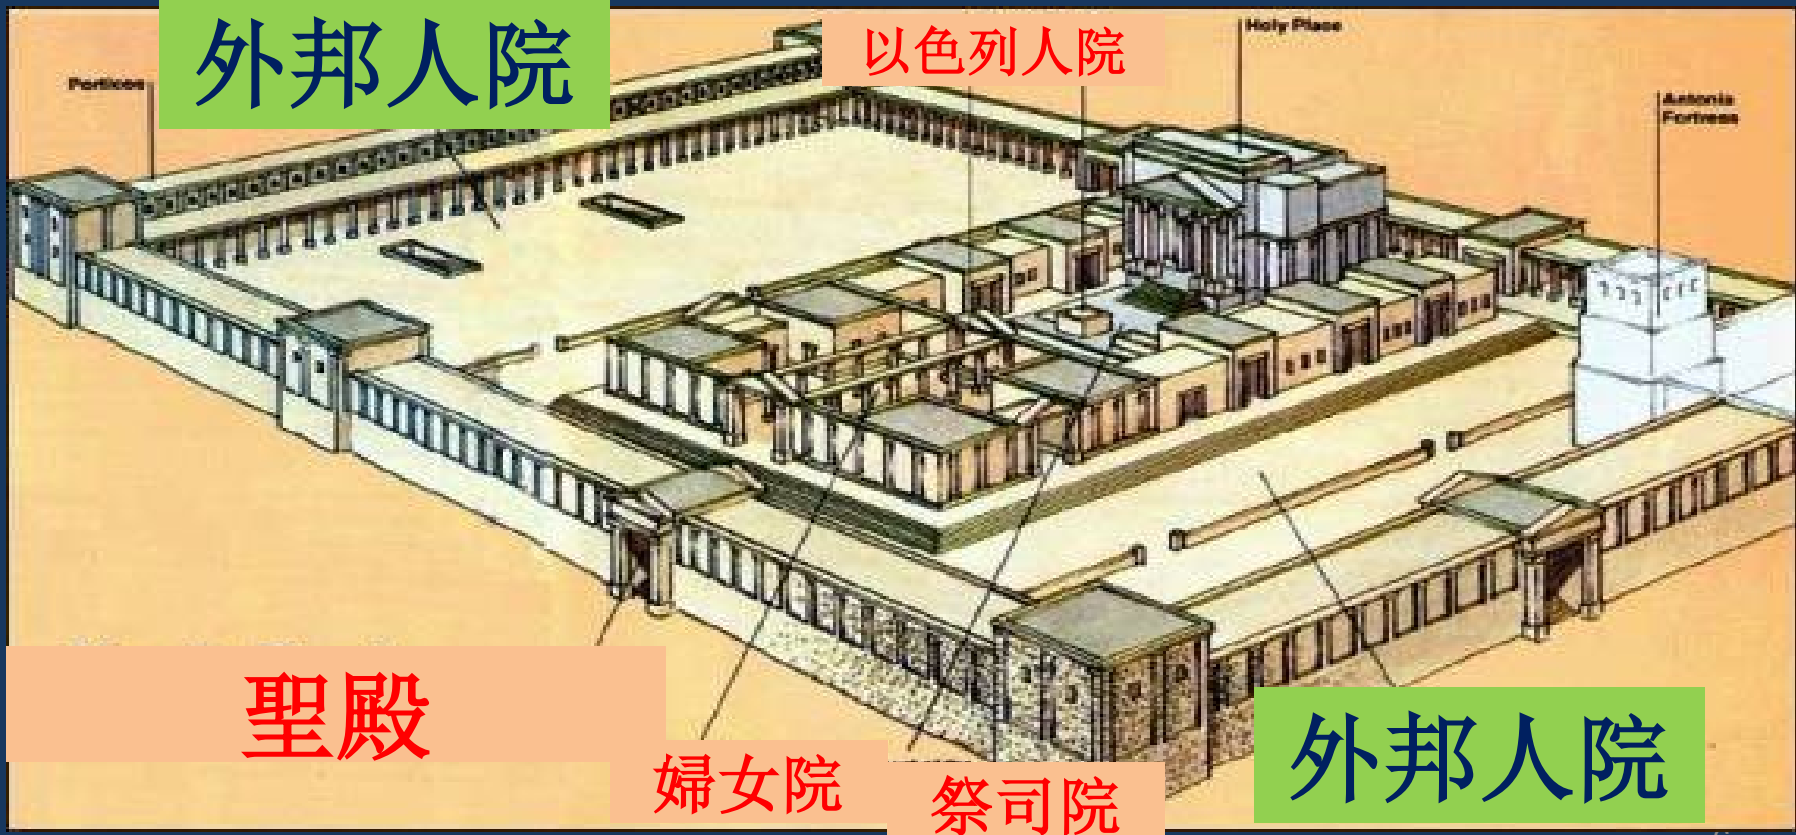 外邦人院
以色列人院
Holy Place
Porticos
Antonia
Fortress
聖殿
婦女院
祭司院
外邦人院